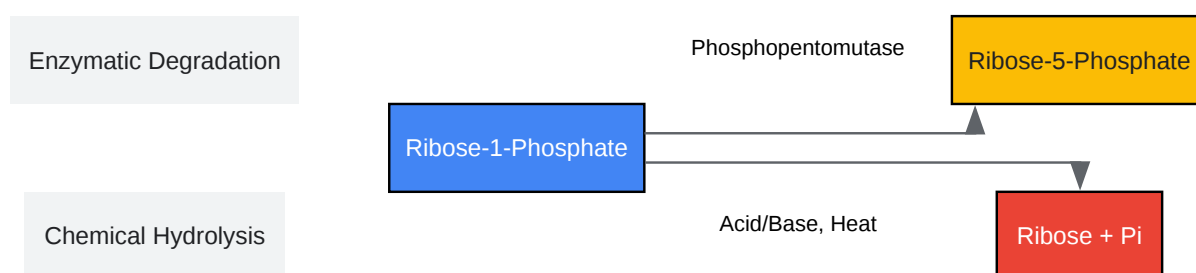 Enzymatic Degradation
Phosphopentomutase
Ribose-5-Phosphate
Ribose-1-Phosphate
Chemical Hydrolysis
Acid/Base, Heat
Ribose + Pi